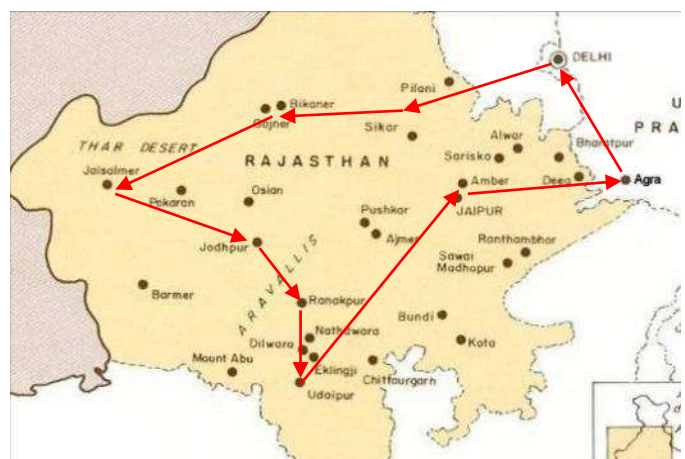 DELHI
Pilani
U
PRA
Bikaner
Gajner
Sikar
Alwar
Bharatpur
THAR DESERT
Sariska
Jaisalmer
RAJASTHAN
Amber
Deeg
Agra
Pokaran
Osian
JAIPUR
Pushkar
Jodhpur
Ajmer
Ranthambhor
Sawai
Madhopur
ARAVALLIS
Barmer
Ranakpur
Bundi
Nathdwara
Kota
Dilwara
Mount Abu
Eklingji
Chittaurgarh
Udaipur